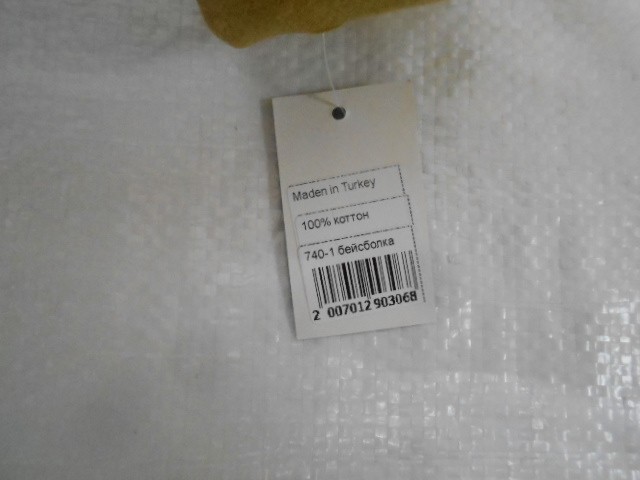 Maden in Turkey
100% коттон
740-1 бейсболка
2 007012 903068